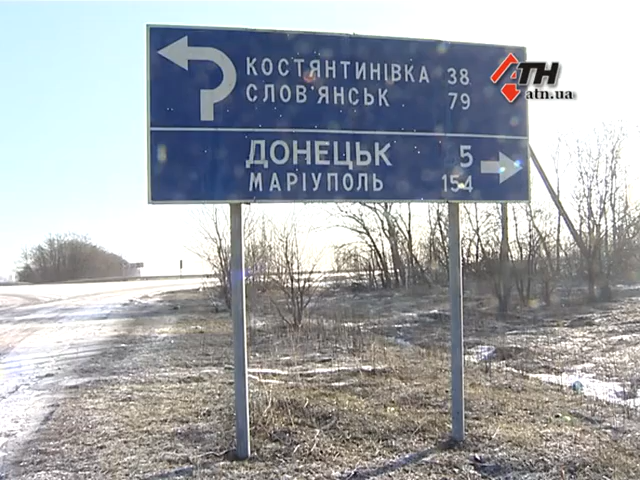 КОСТЯНТИНІВКА 38
СЛОВ'ЯНСЬК 79
ДОНЕЦЬК 5
МАРІУПОЛЬ 154
АТН
atn.ua